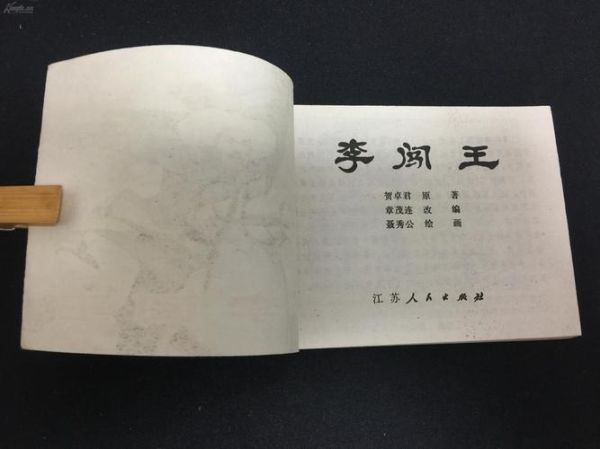 李闯王
贺卓君 原 著
章茂连 改 编
聂秀公 绘 画
江苏人民出版社